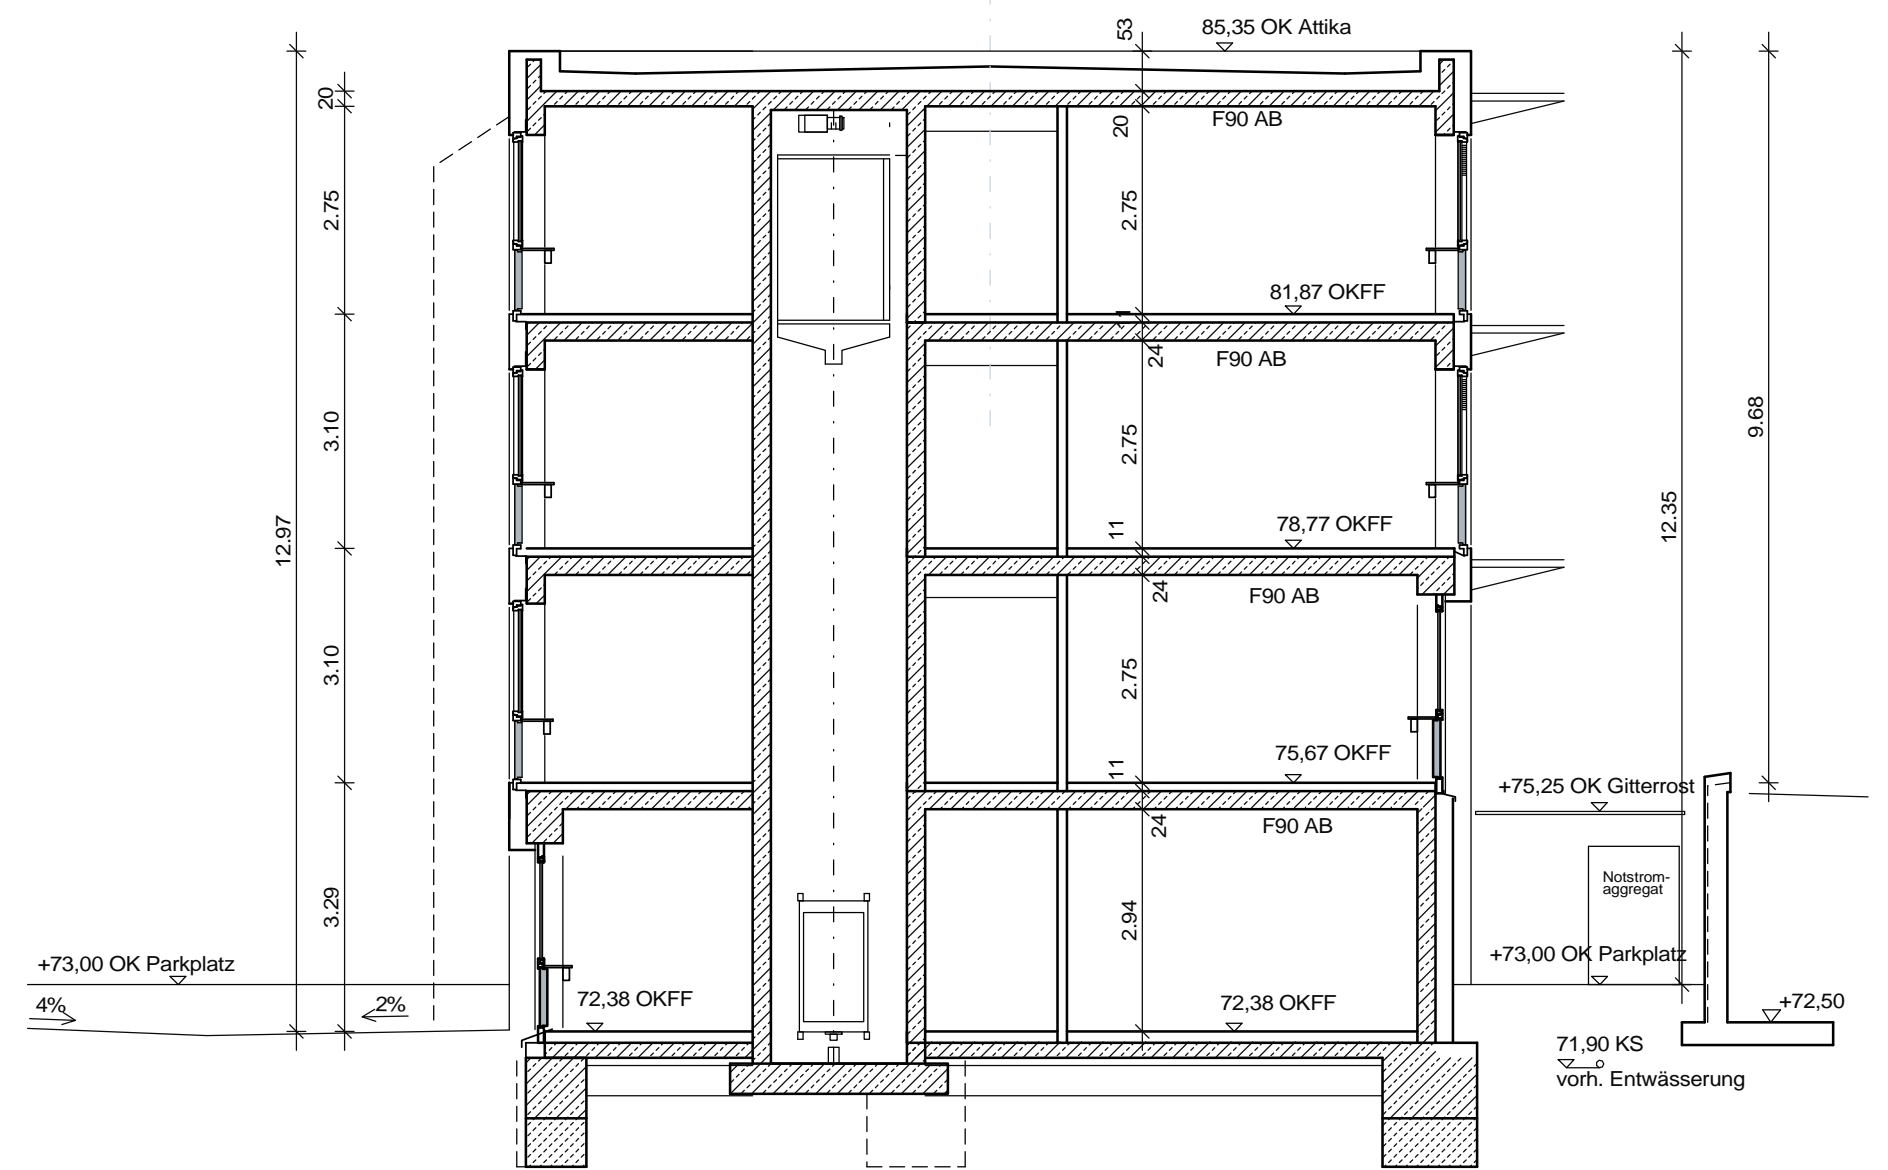 53
85,35 OK Attika
20
20
F90 AB
2.75
2.75
81,87 OKFF
24
F90 AB
3.10
2.75
9.68
12.97
11
78,77 OKFF
12.35
24
F90 AB
3.10
2.75
75,67 OKFF
11
+75,25 OK Gitterrost
24
F90 AB
Notstrom-
aggregat
3.29
2.94
+73,00 OK Parkplatz
+73,00 OK Parkplatz
4%
2%
72,38 OKFF
72,38 OKFF
+72,50
71,90 KS
vorh. Entwässerung